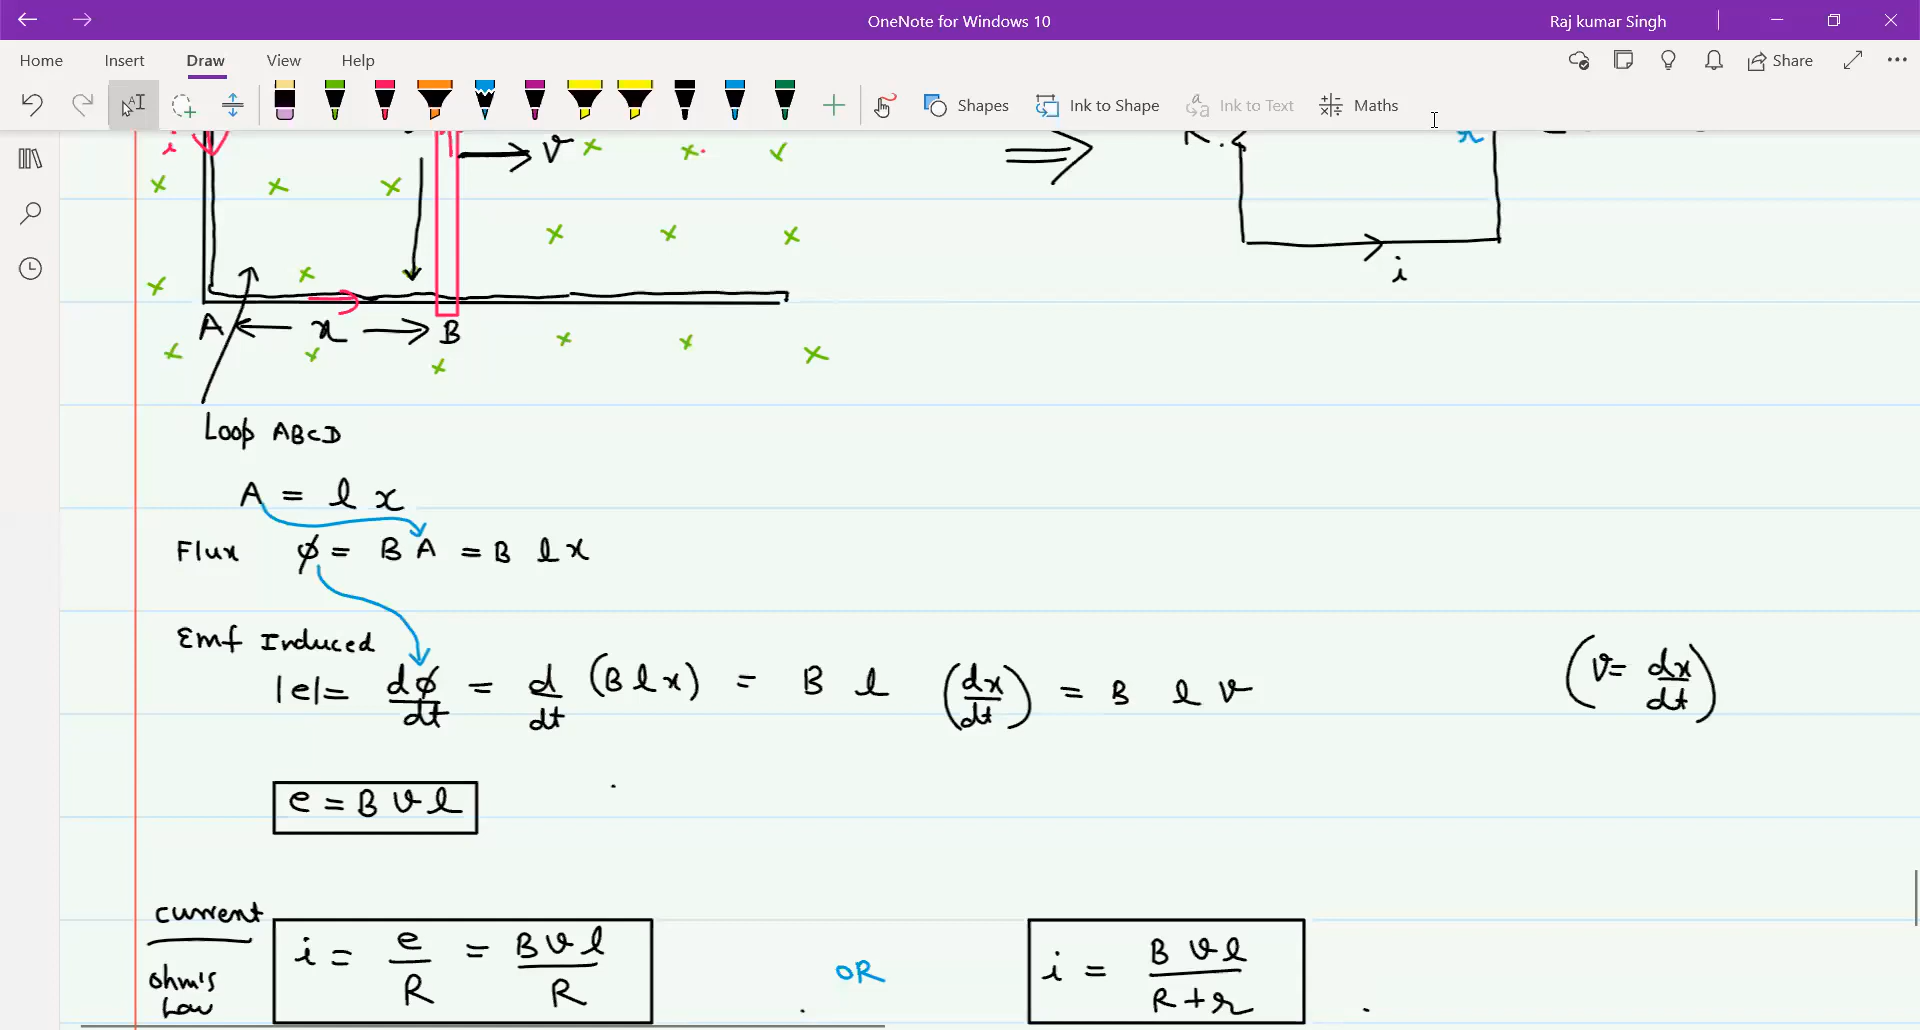 OneNote for Windows 10
Raj kumar Singh
Home Insert Draw View Help
Share
Shapes Ink to Shape Ink to Text Maths
i
v
R
r
i
A x B
Loop ABCD
A = l x
Flux φ = B A = B l x
Emf Induced
|e| = dφ/dt = d/dt (B l x) = B l (dx/dt) = B l v (v = dx/dt)
e = B v l
current
ohm's Law
i = e/R = B v l/R OR i = B v l/R + r